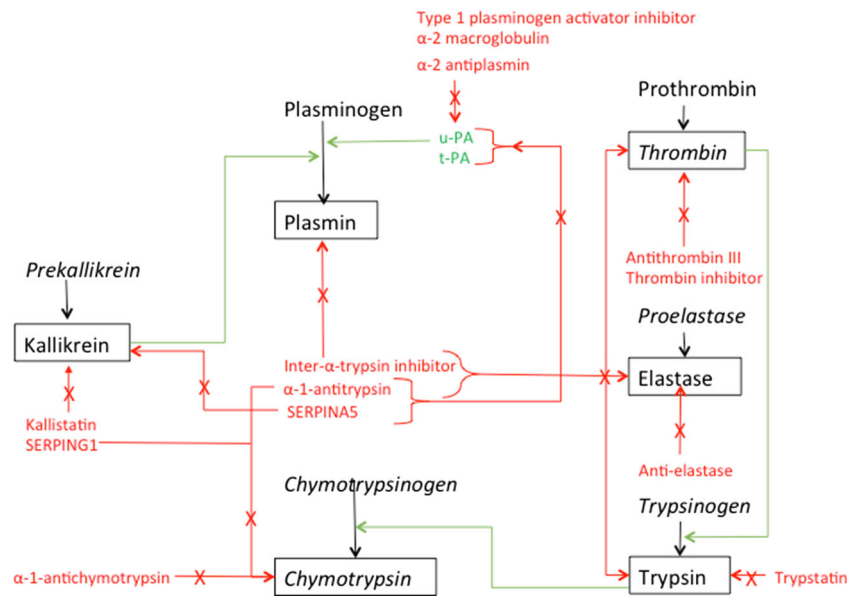 Type 1 plasminogen activator inhibitor
α-2 macroglobulin
α-2 antiplasmin
Prothrombin
Plasminogen
u-PA
t-PA
Thrombin
Plasmin
Antithrombin III
Thrombin inhibitor
Prekallikrein
Proelastase
Kallikrein
Inter-α-trypsin inhibitor
α-1-antitrypsin
SERPINA5
Elastase
Kallistatin
SERPING1
Anti-elastase
Chymotrypsinogen
Trypsinogen
α-1-antichymotrypsin
Chymotrypsin
Trypsin
Trypstatin